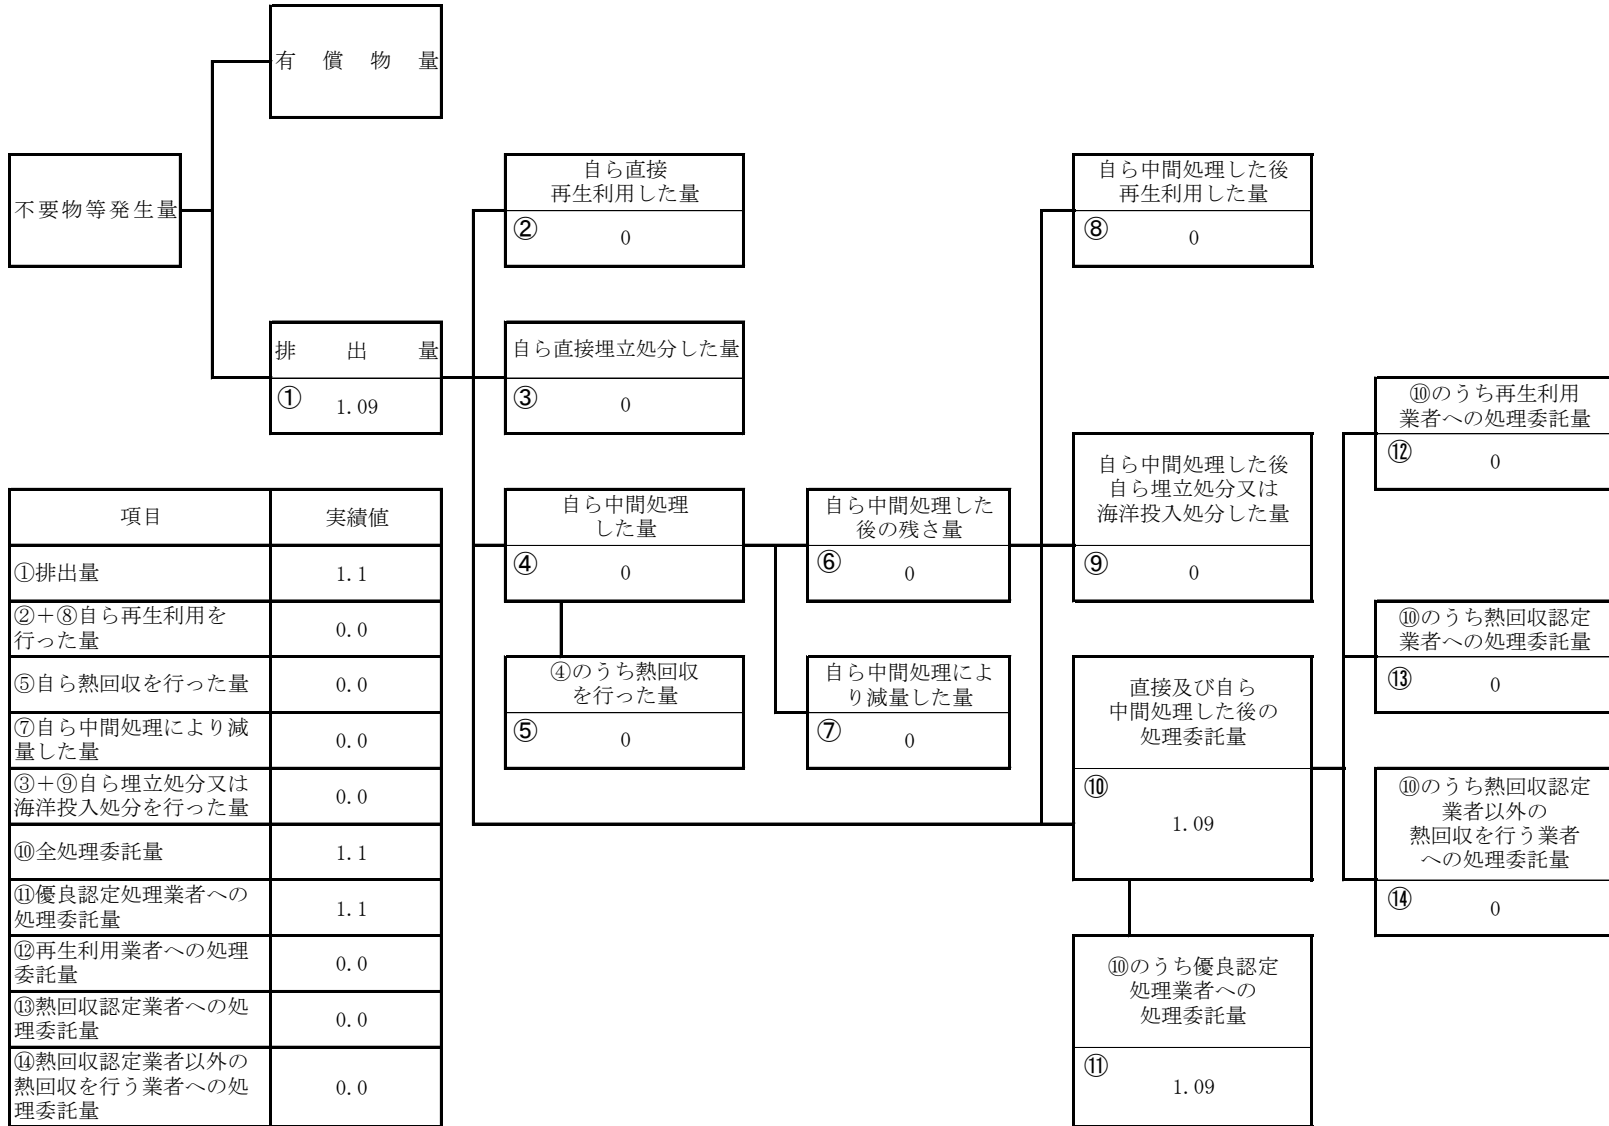 有償物量
不要物等発生量
排出量
① 1.09
自ら直接
再生利用した量
② 0
自ら直接埋立処分した量
③ 0
自ら中間処理
した量
④ 0
④のうち熱回収
を行った量
⑤ 0
自ら中間処理した
後の残さ量
⑥ 0
自ら中間処理によ
り減量した量
⑦ 0
自ら中間処理した後
再生利用した量
⑧ 0
自ら中間処理した後
自ら埋立処分又は
海洋投入処分した量
⑨ 0
直接及び自ら
中間処理した後の
処理委託量
⑩
1.09
⑩のうち優良認定
処理業者への
処理委託量
⑪
1.09
⑩のうち再生利用
業者への処理委託量
⑫ 0
⑩のうち熱回収認定
業者への処理委託量
⑬ 0
⑩のうち熱回収認定
業者以外の
熱回収を行う業者
への処理委託量
⑭ 0
項目 実績値
①排出量 1.1
②＋⑧自ら再生利用を
行った量 0.0
⑤自ら熱回収を行った量 0.0
⑦自ら中間処理により減
量した量 0.0
③＋⑨自ら埋立処分又は
海洋投入処分を行った量 0.0
⑩全処理委託量 1.1
⑪優良認定処理業者への
処理委託量 1.1
⑫再生利用業者への処理
委託量 0.0
⑬熱回収認定業者への処
理委託量 0.0
⑭熱回収認定業者以外の
熱回収を行う業者への処
理委託量 0.0